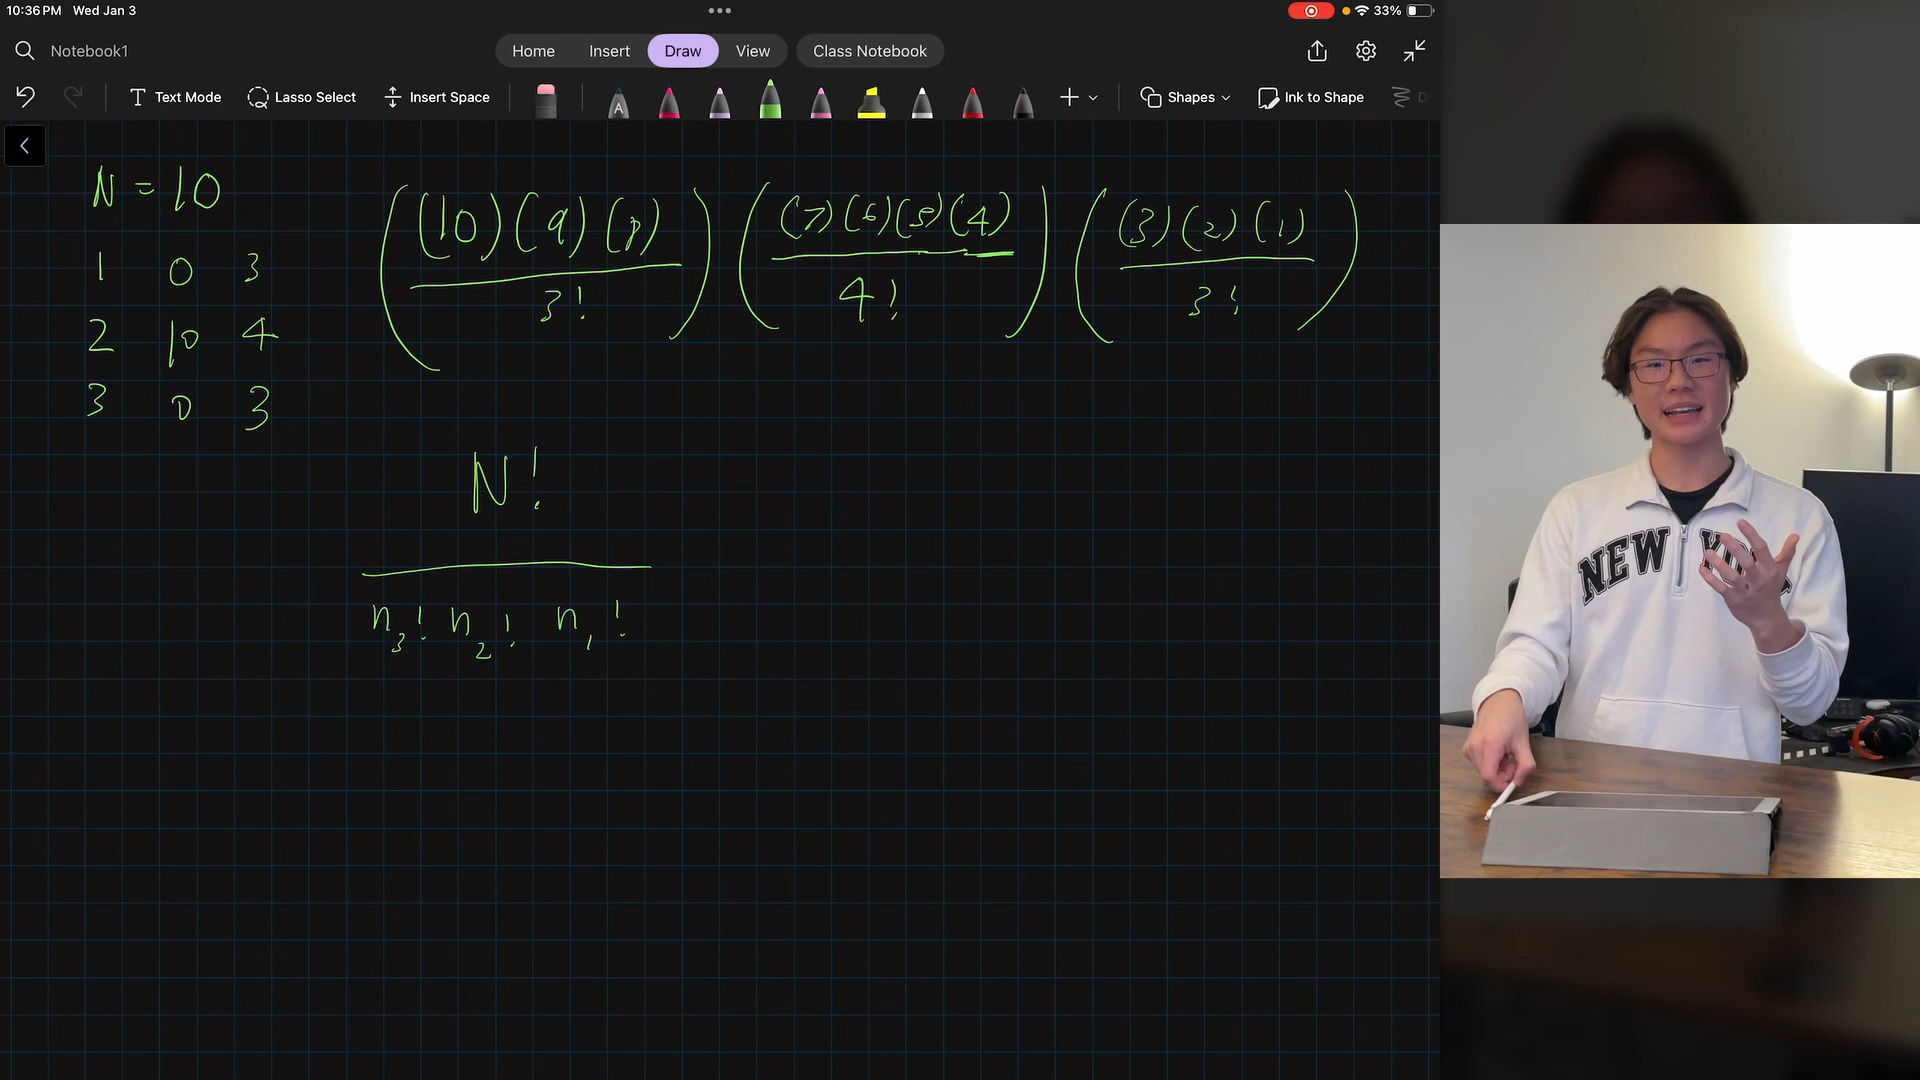 10:36 PM Wed Jan 3
33%
Notebook1
Home Insert Draw View Class Notebook
Text Mode Lasso Select Insert Space A Shapes Ink to Shape D
N = 10
1 0 3
2 10 4
3 0 3
((10)(9)(8) / 3!) ((7)(6)(5)(4) / 4!) ((3)(2)(1) / 3!)
N!
n₃! n₂! n₁!
NEW YORK